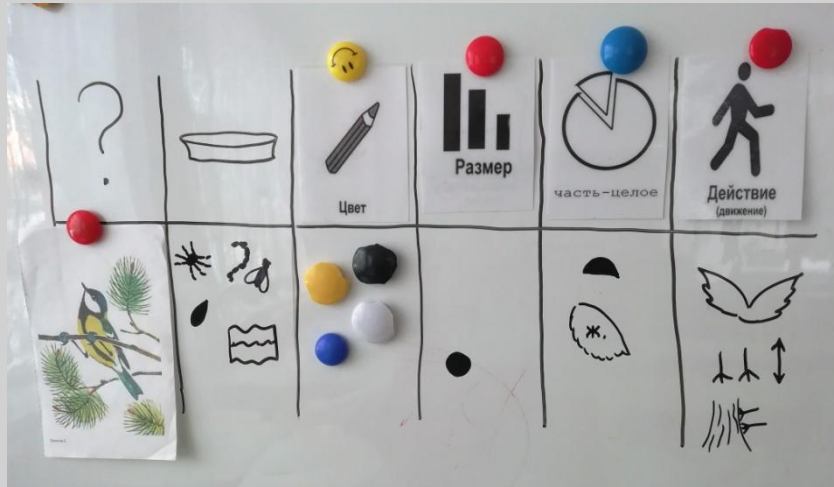 ?
Цвет
Размер
часть-целое
Действие
(движение)
ж.